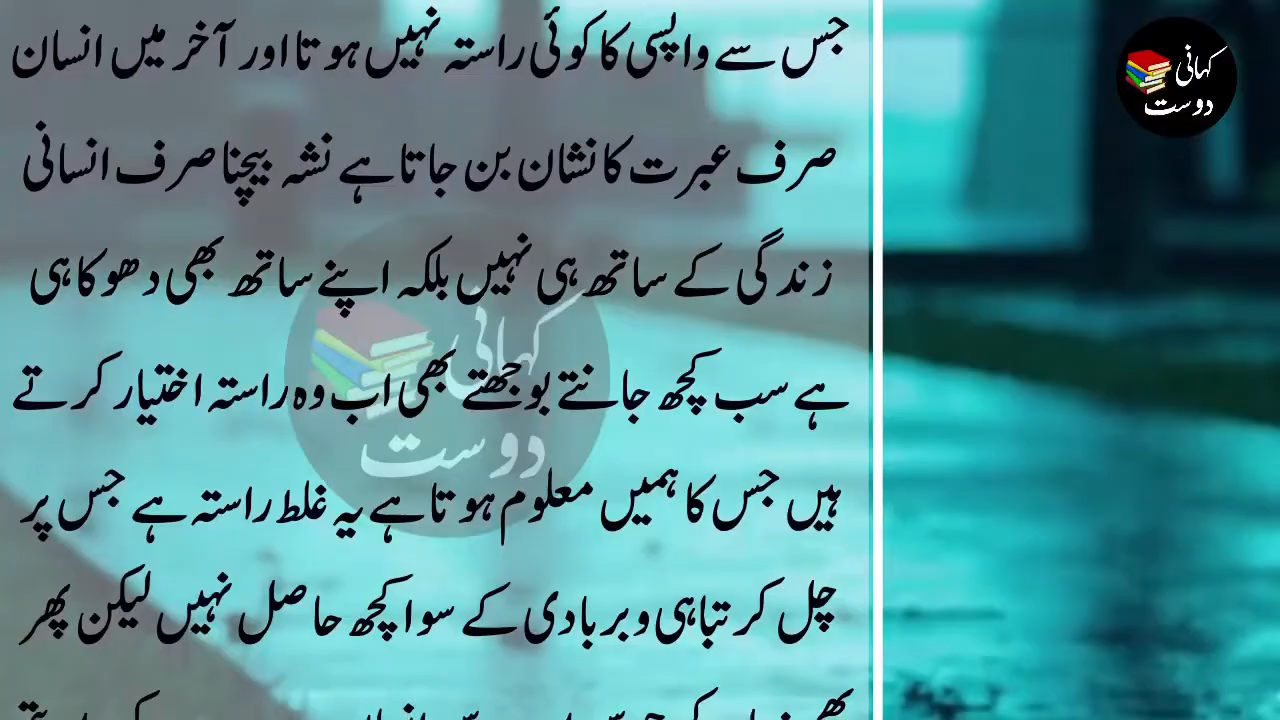 جس سے واپسی کا کوئی راستہ نہیں ہوتا اور آخر میں انسان
صرف عبرت کا نشان بن جاتا ہے نشہ بیچنا صرف انسانی
زندگی کے ساتھ ہی نہیں بلکہ اپنے ساتھ بھی دھوکا ہی
ہے سب کچھ جانتے بوجھتے بھی اب وہ راستہ اختیار کرتے
ہیں جس کا ہمیں معلوم ہوتا ہے یہ غلط راستہ ہے جس پر
چل کر تباہی و بربادی کے سوا کچھ حاصل نہیں لیکن پھر
کہانی
دوست
کہانی
دوست